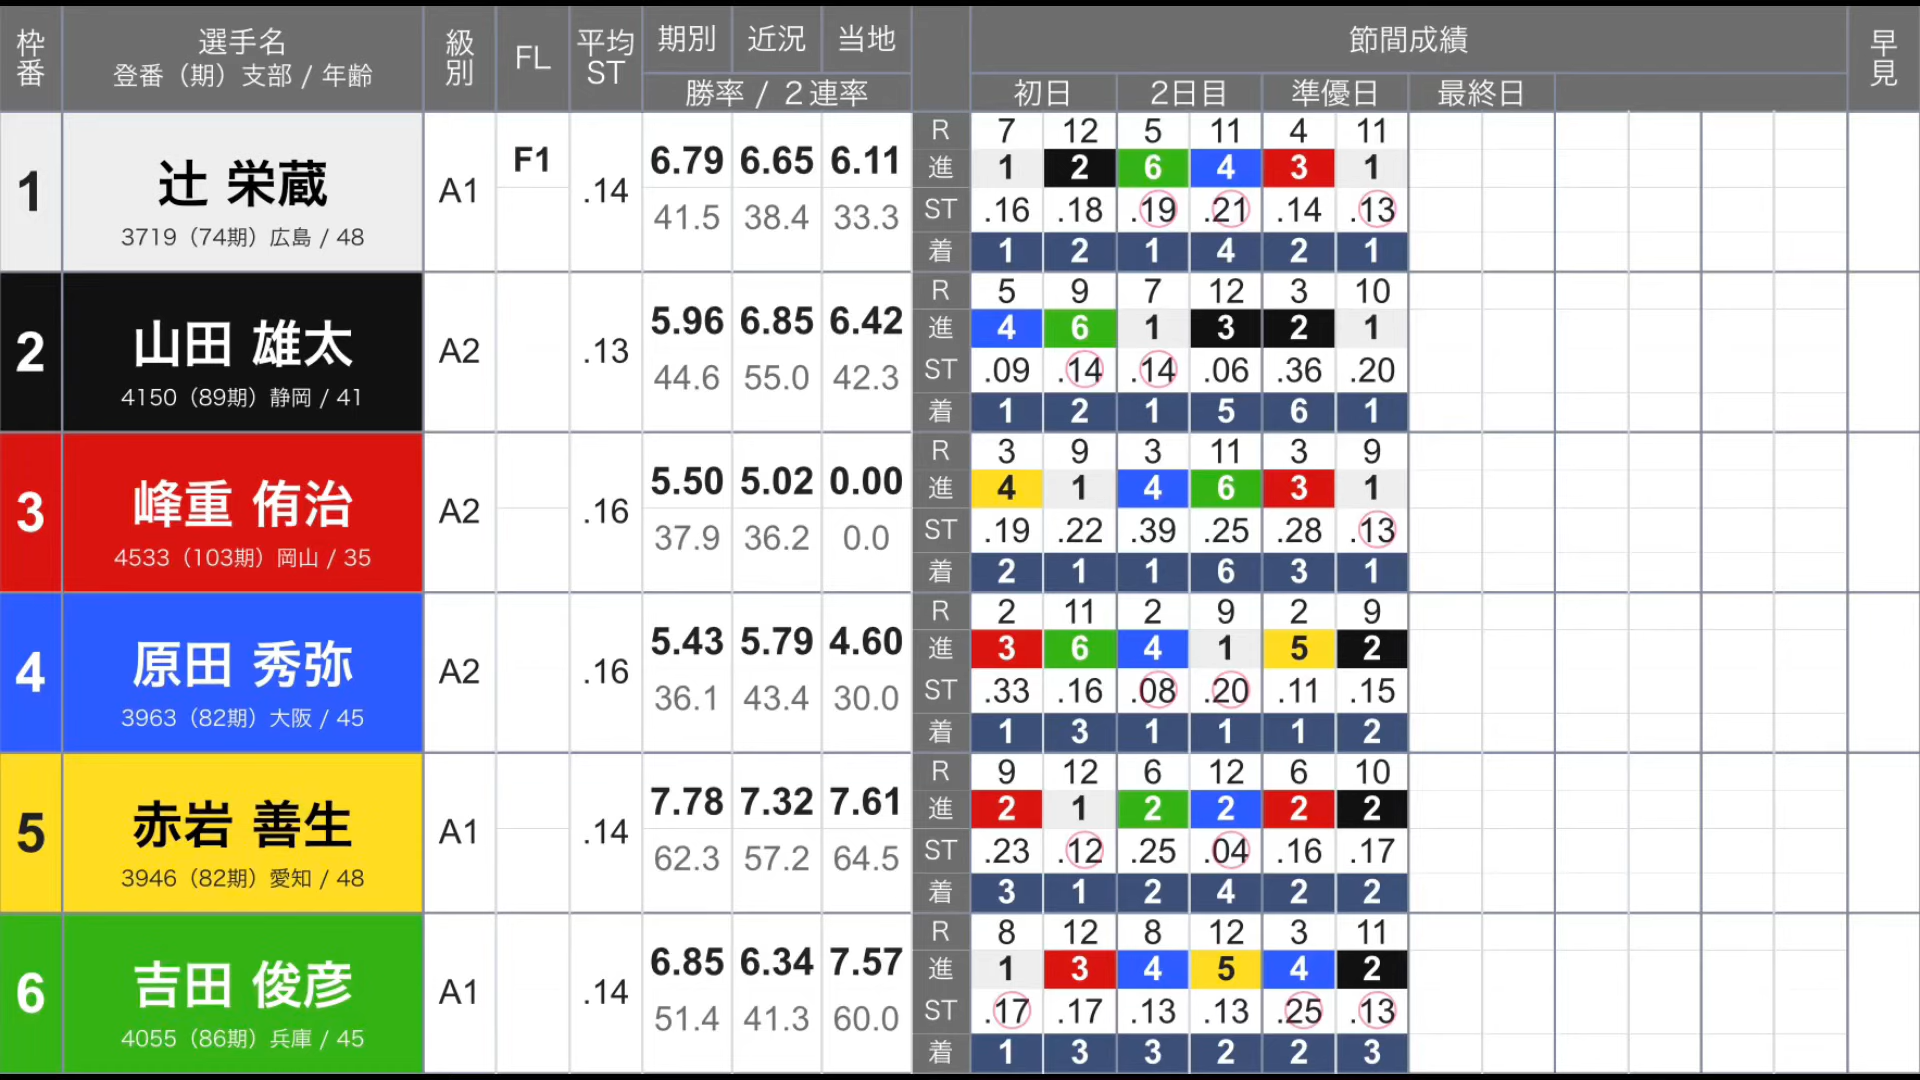 枠番 選手名 級別 FL 平均ST 期別 近況 当地 節間成績 早見
登番（期）支部 / 年齢 勝率 / ２連率 初日 2日目 準優日 最終日
1 辻 栄蔵 A1 F1 .14 6.79 6.65 6.11 R 7 12 5 11 4 11
進 1 2 6 4 3 1
3719（74期）広島 / 48 41.5 38.4 33.3 ST .16 .18 .19 .21 .14 .13
着 1 2 1 4 2 1
2 山田 雄太 A2 .13 5.96 6.85 6.42 R 5 9 7 12 3 10
進 4 6 1 3 2 1
4150（89期）静岡 / 41 44.6 55.0 42.3 ST .09 .14 .14 .06 .36 .20
着 1 2 1 5 6 1
3 峰重 侑治 A2 .16 5.50 5.02 0.00 R 3 9 3 11 3 9
進 4 1 4 6 3 1
4533（103期）岡山 / 35 37.9 36.2 0.0 ST .19 .22 .39 .25 .28 .13
着 2 1 1 6 3 1
4 原田 秀弥 A2 .16 5.43 5.79 4.60 R 2 11 2 9 2 9
進 3 6 4 1 5 2
3963（82期）大阪 / 45 36.1 43.4 30.0 ST .33 .16 .08 .20 .11 .15
着 1 3 1 1 1 2
5 赤岩 善生 A1 .14 7.78 7.32 7.61 R 9 12 6 12 6 10
進 2 1 2 2 2 2
3946（82期）愛知 / 48 62.3 57.2 64.5 ST .23 .12 .25 .04 .16 .17
着 3 1 2 4 2 2
6 吉田 俊彦 A1 .14 6.85 6.34 7.57 R 8 12 8 12 3 11
進 1 3 4 5 4 2
4055（86期）兵庫 / 45 51.4 41.3 60.0 ST .17 .17 .13 .13 .25 .13
着 1 3 3 2 2 3